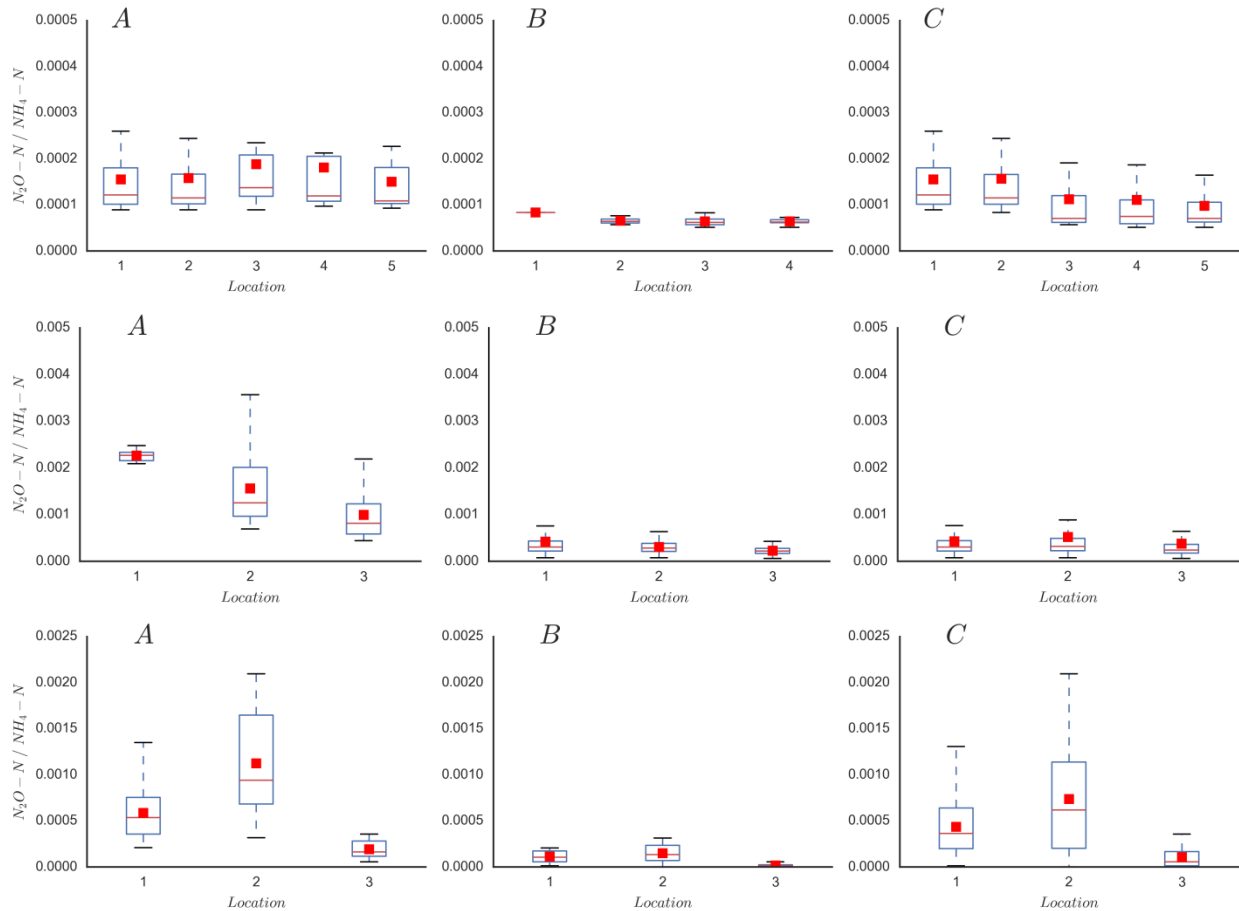 A B C
0.0005 0.0005 0.0005
0.0004 0.0004 0.0004
0.0003 0.0003 0.0003
0.0002 0.0002 0.0002
0.0001 0.0001 0.0001
0.0000 0.0000 0.0000
N₂O − N / NH₄ − N
1 2 3 4 5 1 2 3 4 1 2 3 4 5
Location Location Location
A B C
0.005 0.005 0.005
0.004 0.004 0.004
0.003 0.003 0.003
0.002 0.002 0.002
0.001 0.001 0.001
0.000 0.000 0.000
N₂O − N / NH₄ − N
1 2 3 1 2 3 1 2 3
Location Location Location
A B C
0.0025 0.0025 0.0025
0.0020 0.0020 0.0020
0.0015 0.0015 0.0015
0.0010 0.0010 0.0010
0.0005 0.0005 0.0005
0.0000 0.0000 0.0000
N₂O − N / NH₄ − N
1 2 3 1 2 3 1 2 3
Location Location Location